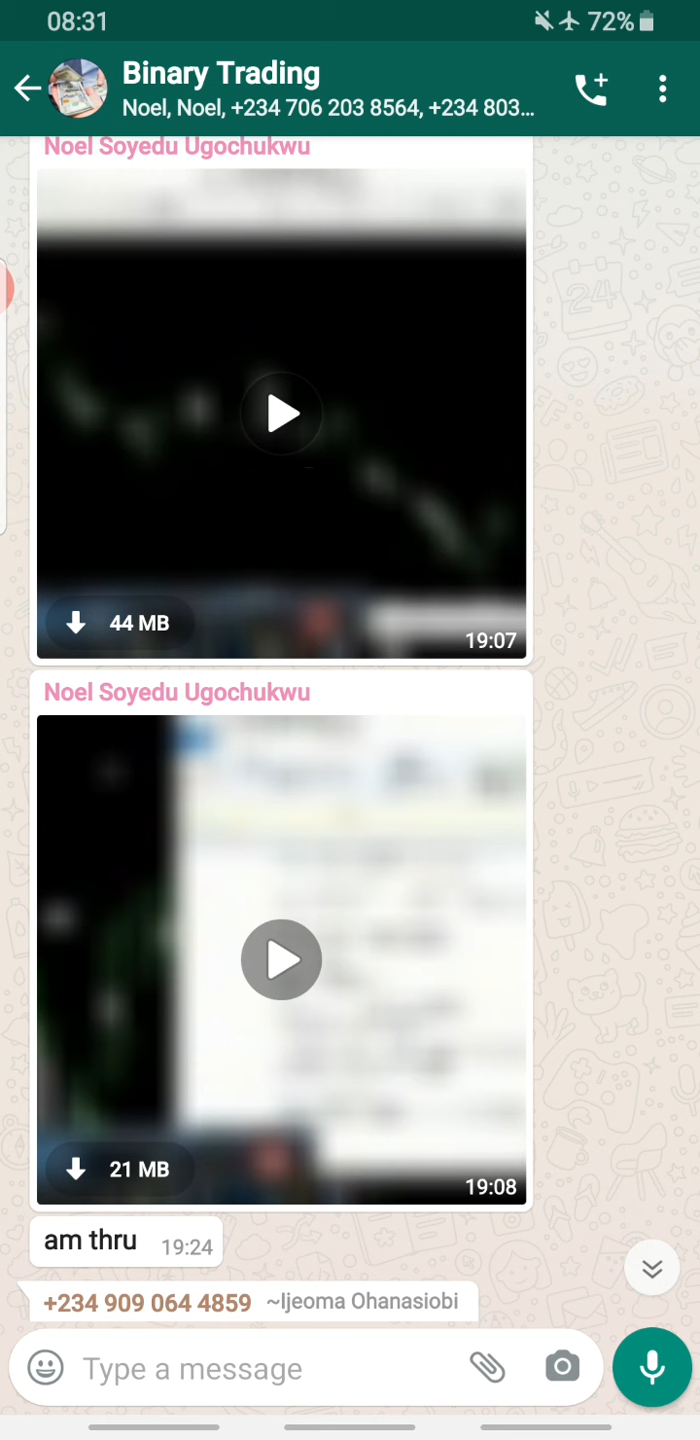 08:31
72%
Binary Trading
Noel, Noel, +234 706 203 8564, +234 803...
Noel Soyedu Ugochukwu
44 MB
19:07
Noel Soyedu Ugochukwu
21 MB
19:08
am thru 19:24
+234 909 064 4859 ~Ijeoma Ohanasiobi
Type a message